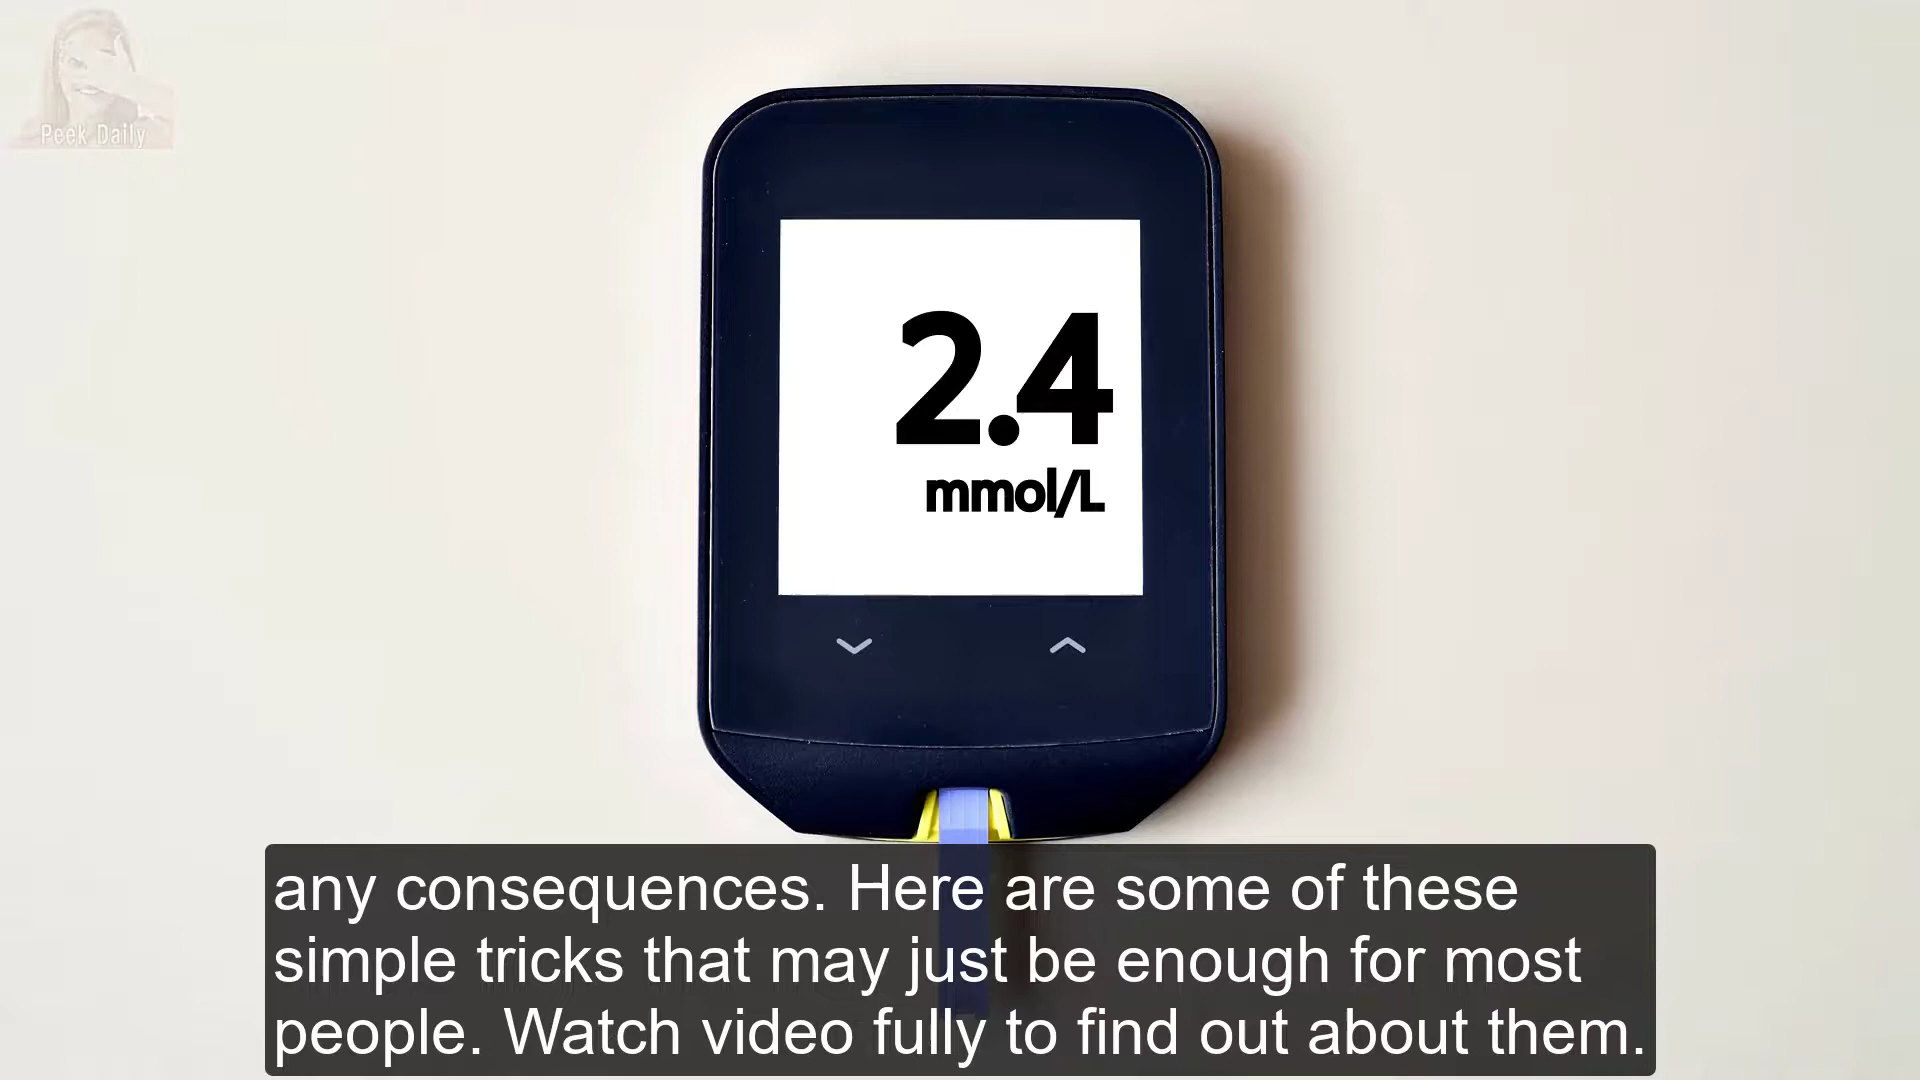 Peek Daily
2.4
mmol/L
any consequences. Here are some of these
simple tricks that may just be enough for most
people. Watch video fully to find out about them.